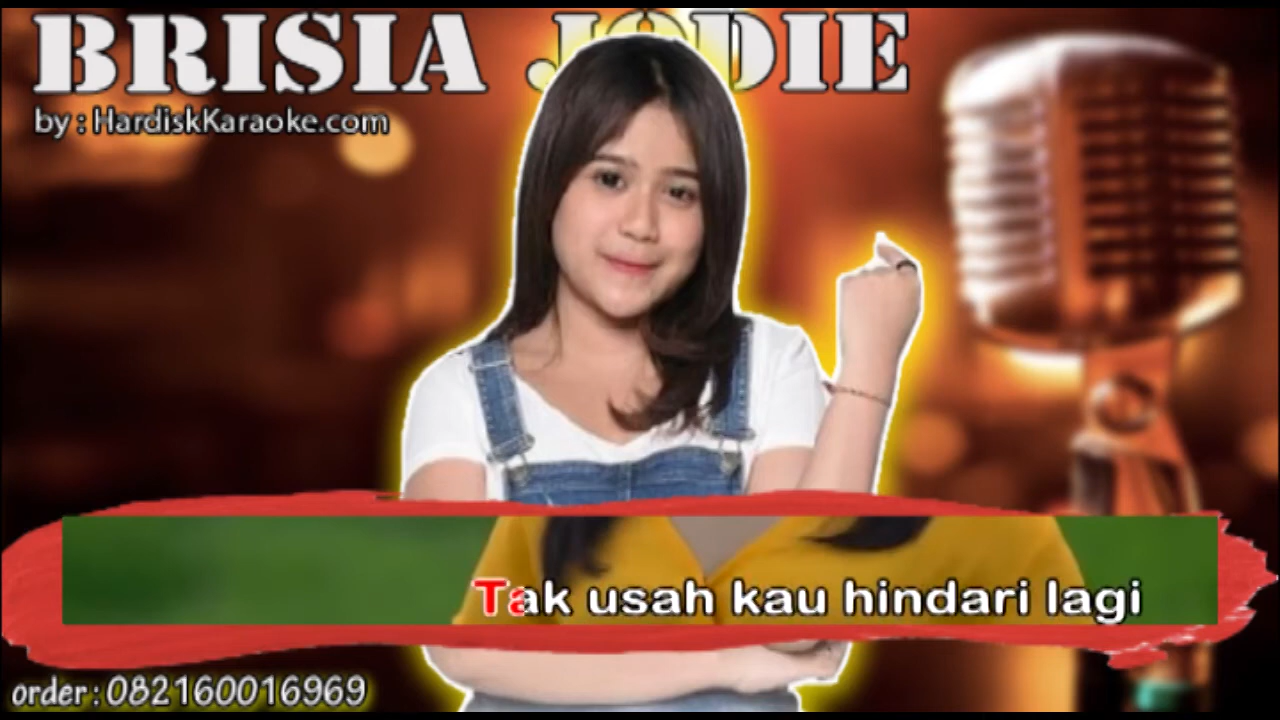 BRISIA JODIE
by : HardiskKaraoke.com
Tak usah kau hindari lagi
order : 082160016969